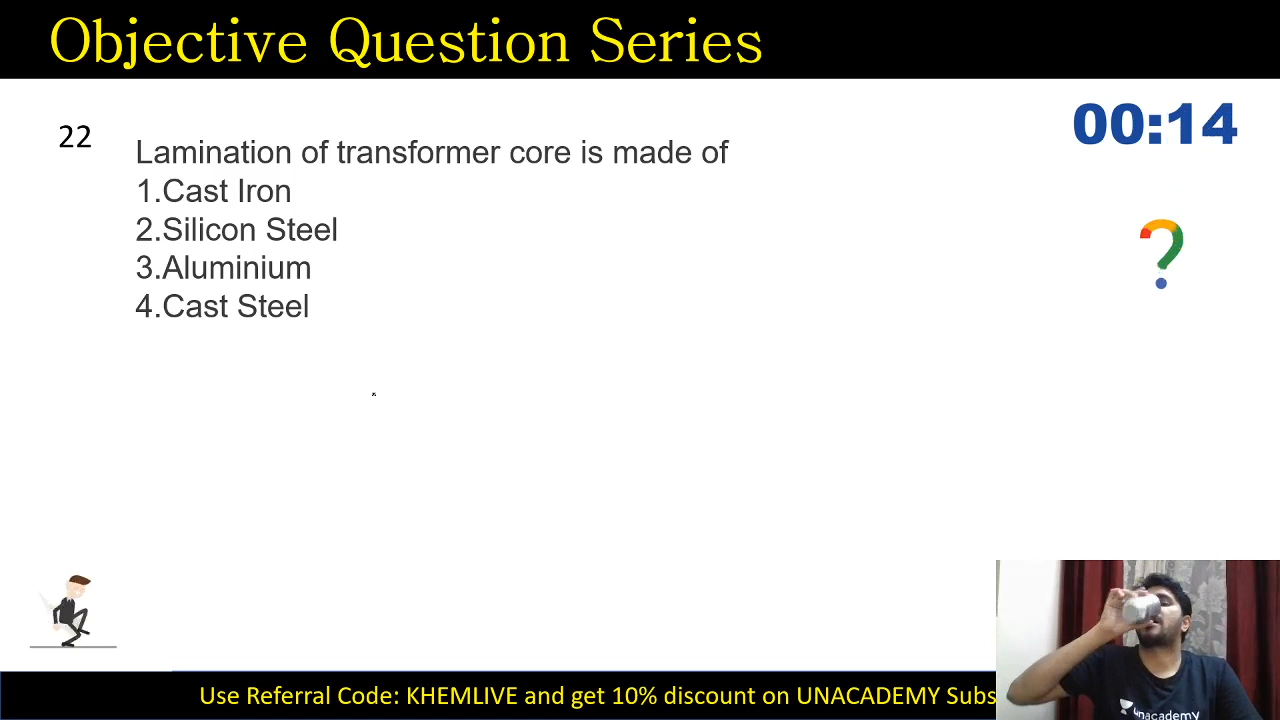 Objective Question Series
22
00:14
Lamination of transformer core is made of
1.Cast Iron
2.Silicon Steel
3.Aluminium
4.Cast Steel
?
Use Referral Code: KHEMLIVE and get 10% discount on UNACADEMY Subs
unacademy